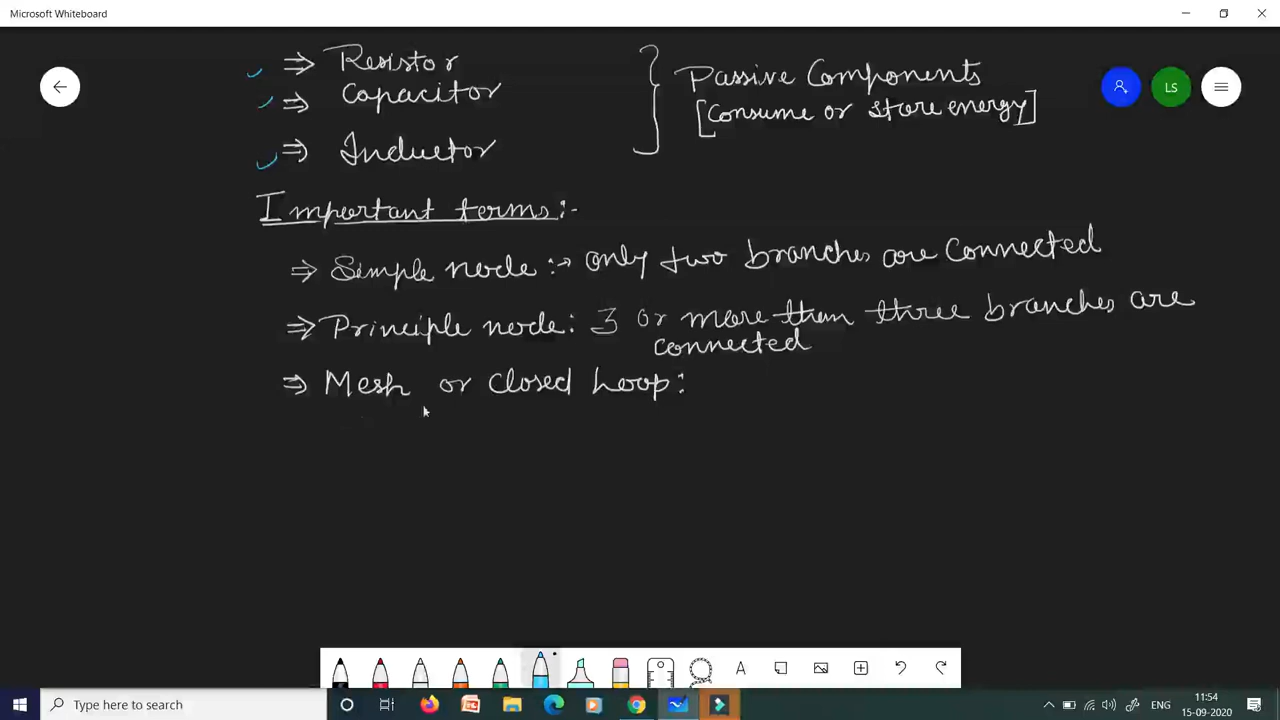 Microsoft Whiteboard
⇒ Resistor
⇒ Capacitor
⇒ Inductor
Passive Components
[Consume or store energy]
LS
Important terms:-
⇒ Simple node :→ only two branches are Connected
⇒ Principle node: 3 or more than three branches are
connected
⇒ Mesh or Closed Loop:
Type here to search
ENG
11:54
15-09-2020